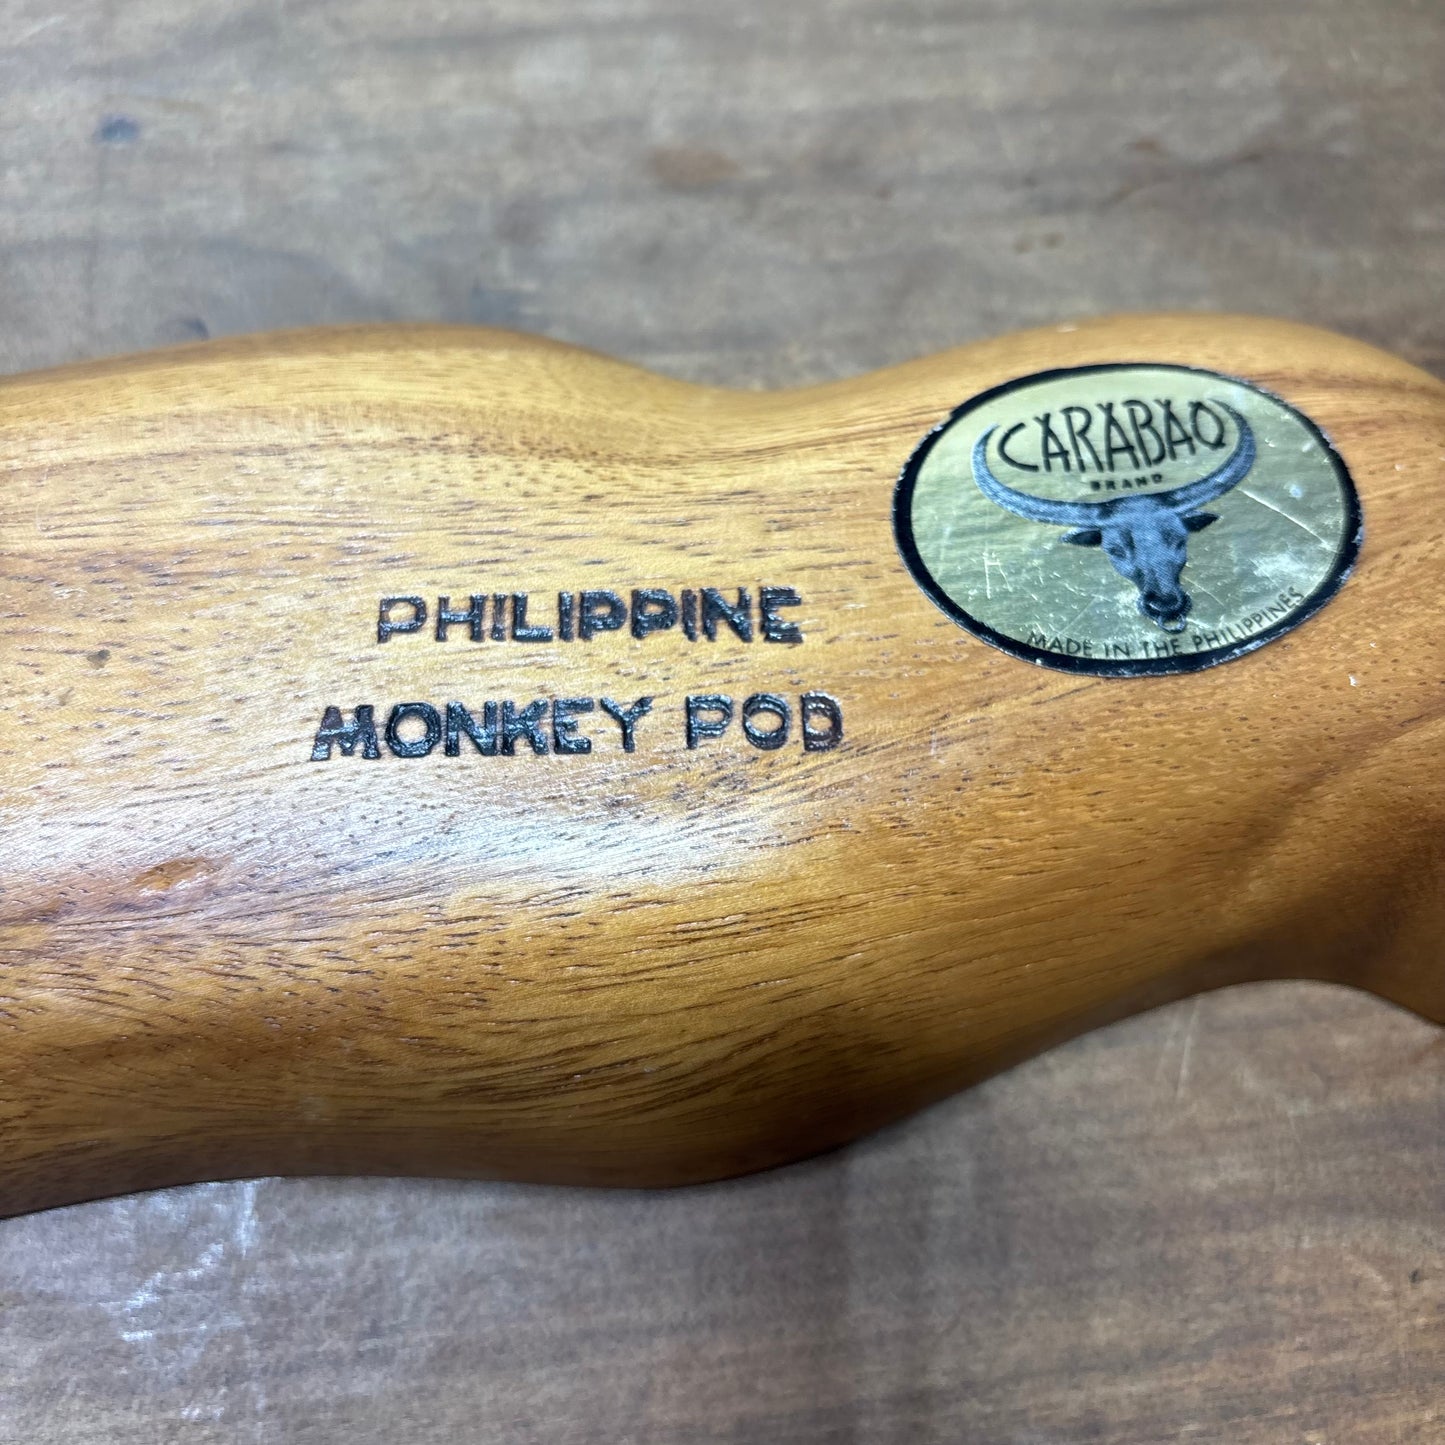 CARABAO
BRAND
MADE IN THE PHILIPPINES
PHILIPPINE
MONKEY POD